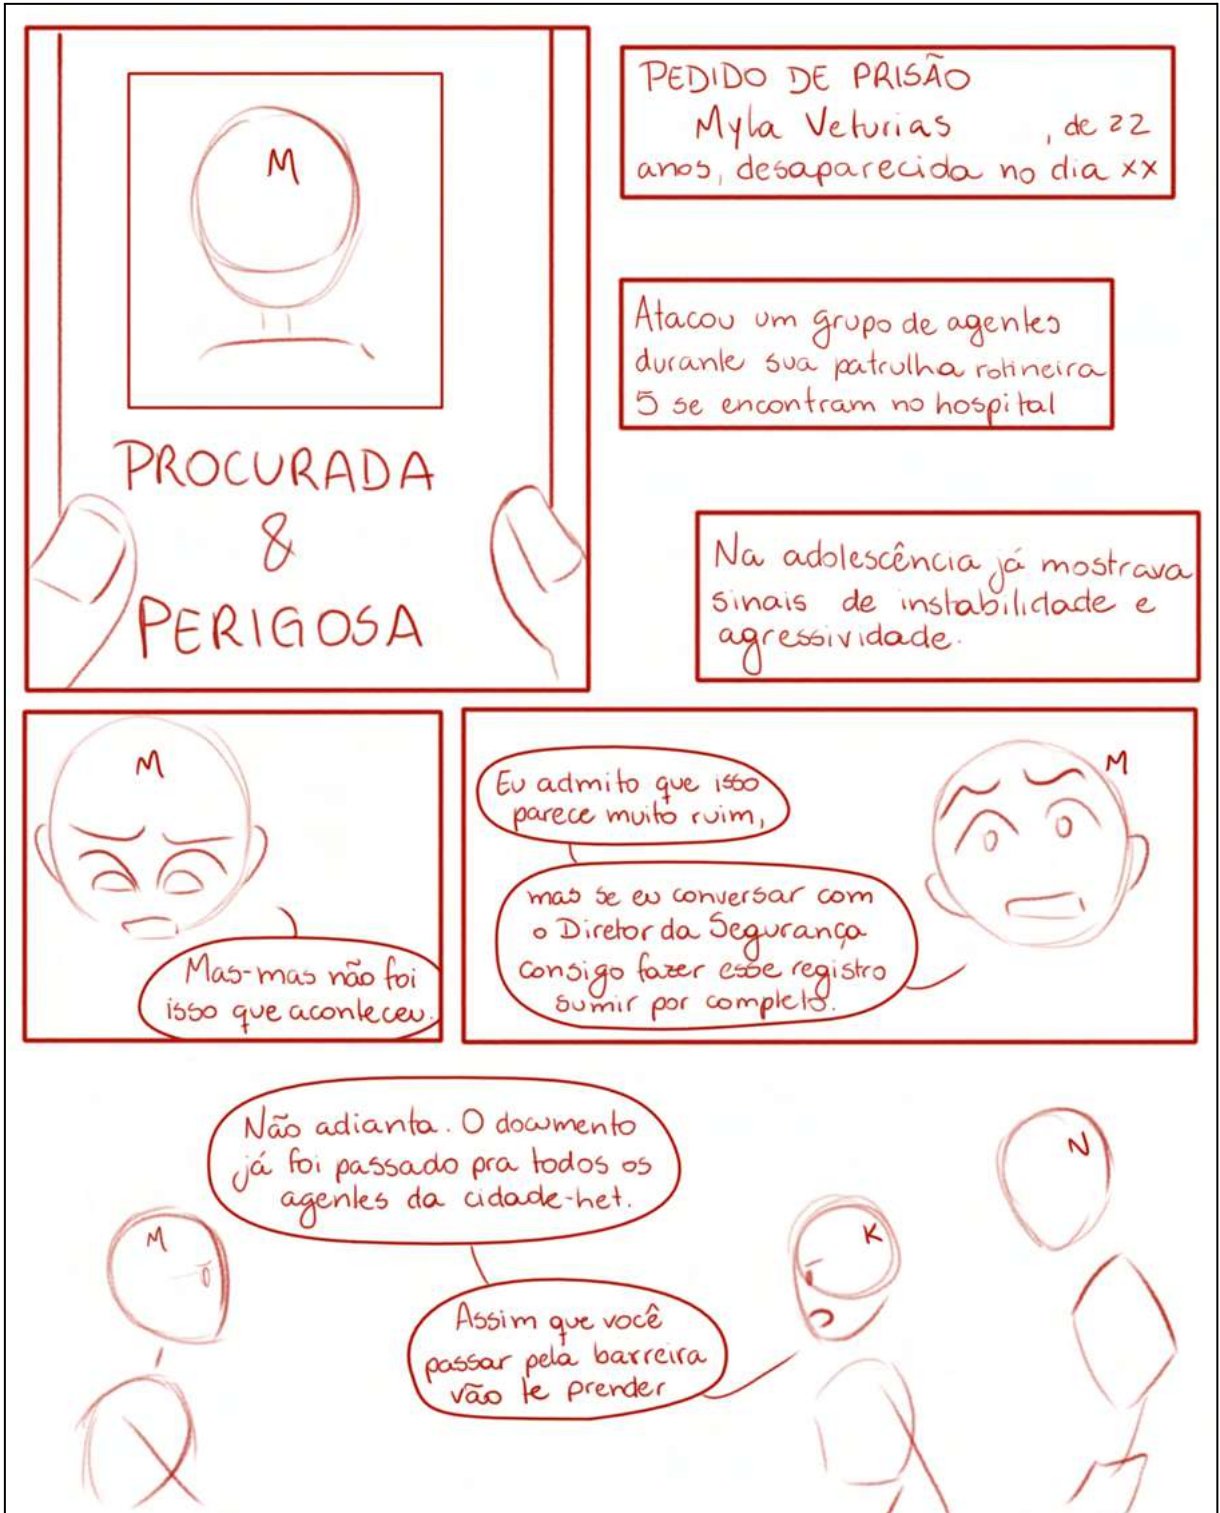 M
PROCURADA
&
PERIGOSA
PEDIDO DE PRISÃO
Myla Veturias , de 22
anos, desaparecida no dia xx
Atacou um grupo de agentes
durante sua patrulha rotineira
5 se encontram no hospital
Na adolescência já mostrava
sinais de instabilidade e
agressividade.
M
Mas-mas não foi
isso que aconteceu.
Eu admito que isso
parece muito ruim,
M
mas se eu conversar com
o Diretor da Segurança
consigo fazer esse registro
sumir por completo.
Não adianta. O documento
já foi passado pra todos os
agentes da cidade-het.
M
K
N
Assim que você
passar pela barreira
vão te prender